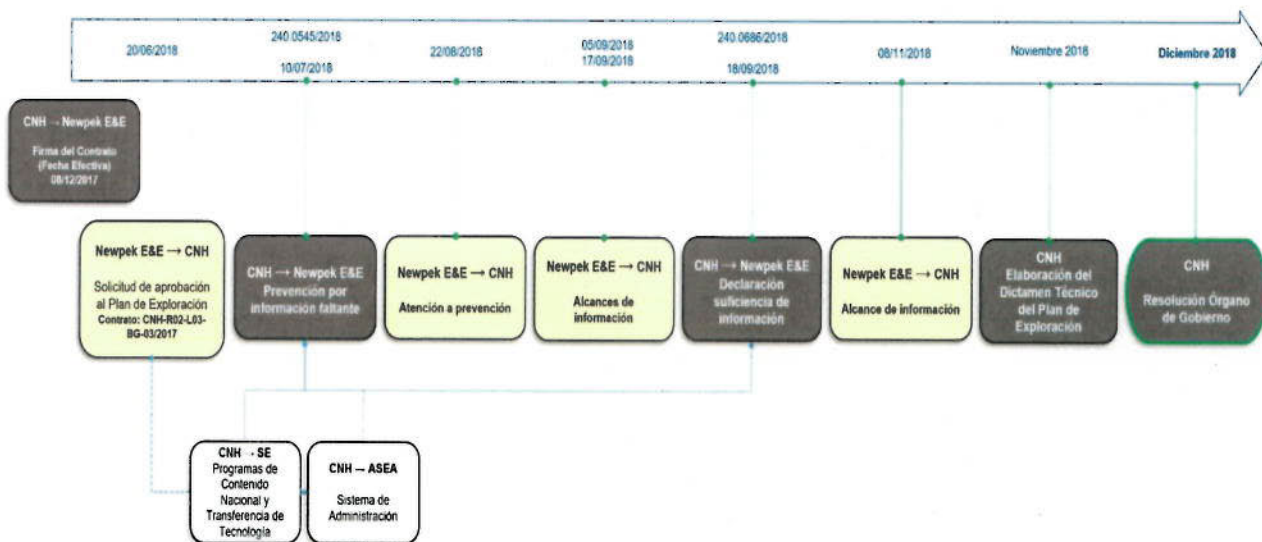 20/06/2018
240.0545/2018
10/07/2018
22/08/2018
05/09/2018
17/09/2018
240.0686/2018
18/09/2018
08/11/2018
Noviembre 2018
Diciembre 2018
CNH → Newpek E&E
Firma del Contrato
(Fecha Efectiva)
08/12/2017
Newpek E&E → CNH
Solicitud de aprobación
al Plan de Exploración
Contrato: CNH-R02-L03-
BG-03/2017
CNH → Newpek E&E
Prevención por
información faltante
Newpek E&E → CNH
Atención a prevención
Newpek E&E → CNH
Alcances de
información
CNH → Newpek E&E
Declaración
suficiencia de
información
Newpek E&E → CNH
Alcance de información
CNH
Elaboración del
Dictamen Técnico
del Plan de
Exploración
CNH
Resolución Órgano
de Gobierno
CNH → SE
Programas de
Contenido
Nacional y
Transferencia de
Tecnología
CNH → ASEA
Sistema de
Administración